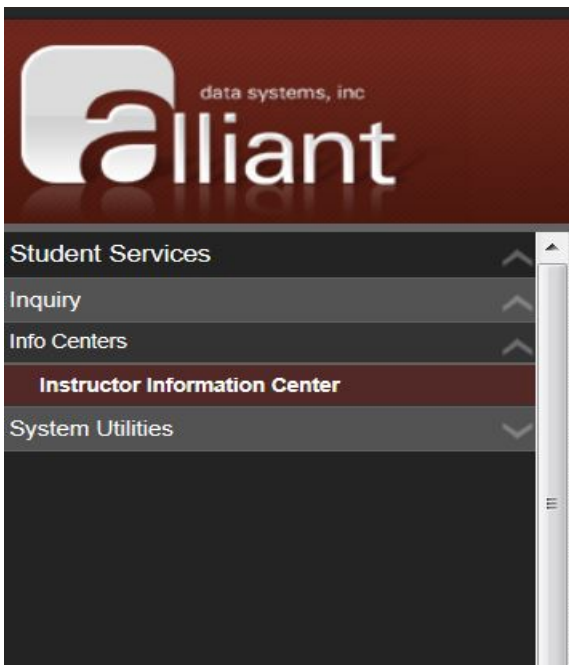 data systems, inc
alliant
Student Services
Inquiry
Info Centers
Instructor Information Center
System Utilities